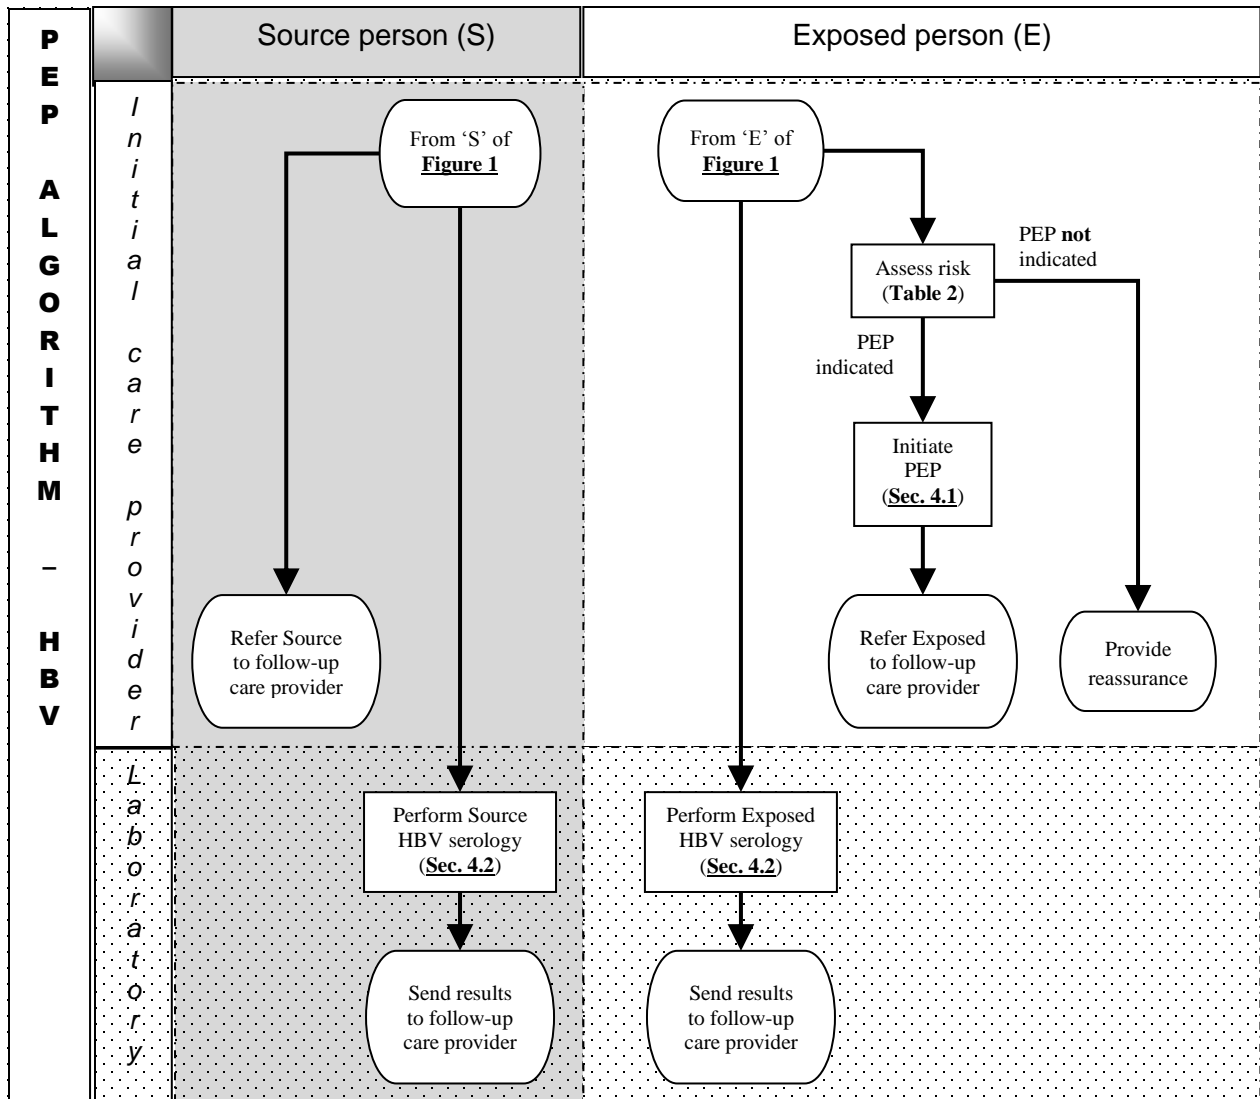 PEP ALGORITHM – HBV
Source person (S)
Exposed person (E)
Initial care provider
From ‘S’ of
Figure 1
From ‘E’ of
Figure 1
Assess risk
(Table 2)
PEP not
indicated
PEP
indicated
Initiate
PEP
(Sec. 4.1)
Refer Source
to follow-up
care provider
Refer Exposed
to follow-up
care provider
Provide
reassurance
Laboratory
Perform Source
HBV serology
(Sec. 4.2)
Perform Exposed
HBV serology
(Sec. 4.2)
Send results
to follow-up
care provider
Send results
to follow-up
care provider